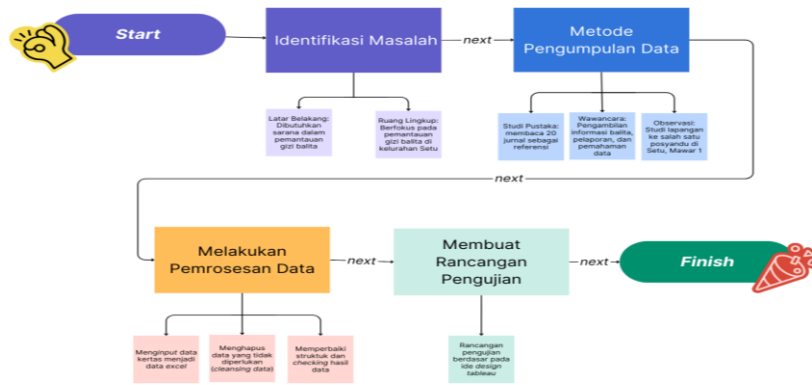 Start
Identifikasi Masalah
next
Metode
Pengumpulan Data
Latar Belakang:
Dibutuhkan
sarana dalam
pemantauan
gizi balita
Ruang Lingkup:
Berfokus pada
pemantauan
gizi balita di
kelurahan Setu
Studi Pustaka:
membaca 20
jurnal sebagai
referensi
Wawancara:
Pengambilan
informasi balita,
pelaporan, dan
pemahaman
data
Observasi:
Studi lapangan
ke salah satu
posyandu di
Setu, Mawar 1
next
Melakukan
Pemrosesan Data
next
Membuat
Rancangan
Pengujian
next
Finish
Menginput data
kertas menjadi
data excel
Menghapus
data yang tidak
diperlukan
(cleansing data)
Memperbaiki
struktuk dan
checking hasil
data
Rancangan
pengujian
berdasar pada
ide design
tableau